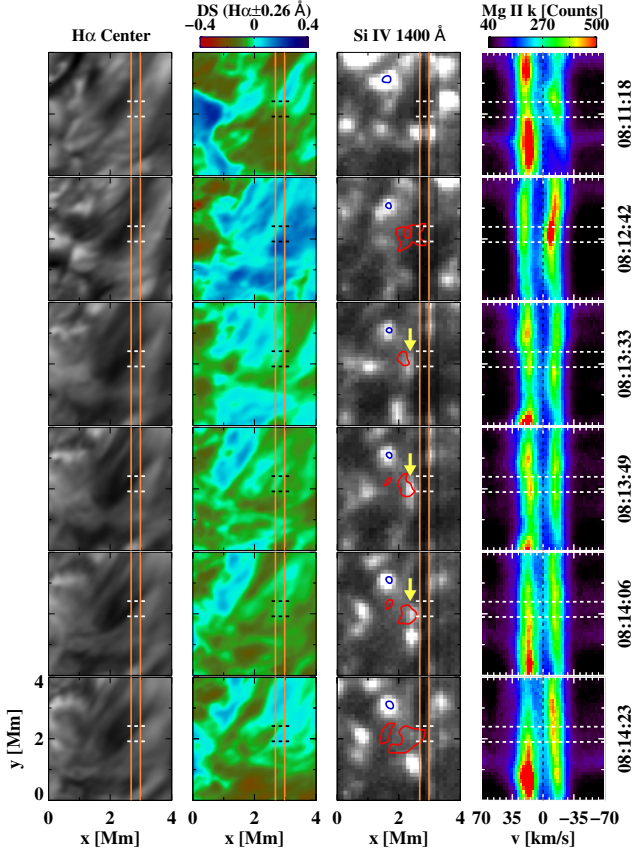 DS (Hα±0.26 Å)
Mg II k [Counts]
−0.4 0 0.4
40 270 500
Hα Center
Si IV 1400 Å
08:11:18
08:12:42
08:13:33
08:13:49
08:14:06
08:14:23
y [Mm]
4
2
0
0 2 4
0 2 4
0 2 4
70 35 0 −35 −70
x [Mm]
x [Mm]
x [Mm]
v [km/s]